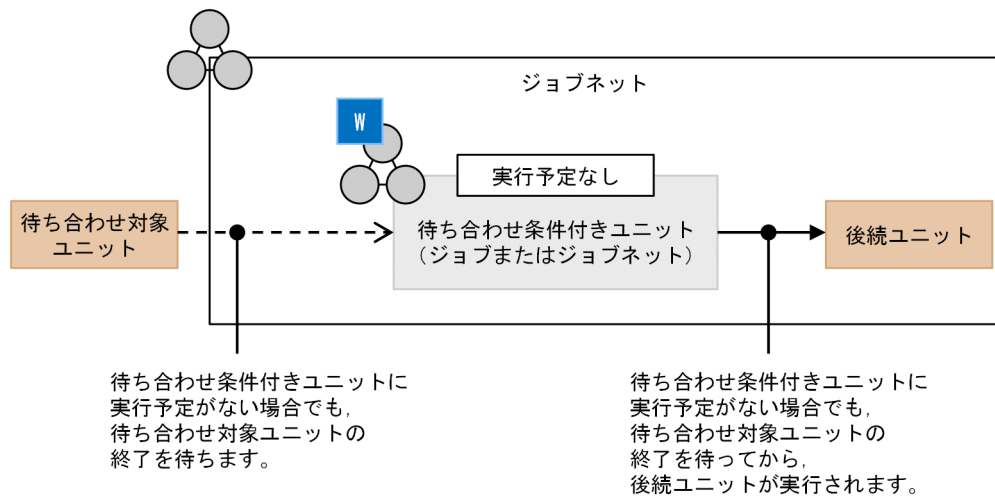 ジョブネット
W
実行予定なし
待ち合わせ対象
ユニット
待ち合わせ条件付きユニット
（ジョブまたはジョブネット）
後続ユニット
待ち合わせ条件付きユニットに
実行予定がない場合でも,
待ち合わせ対象ユニットの
終了を待ちます。
待ち合わせ条件付きユニットに
実行予定がない場合でも,
待ち合わせ対象ユニットの
終了を待ってから,
後続ユニットが実行されます。